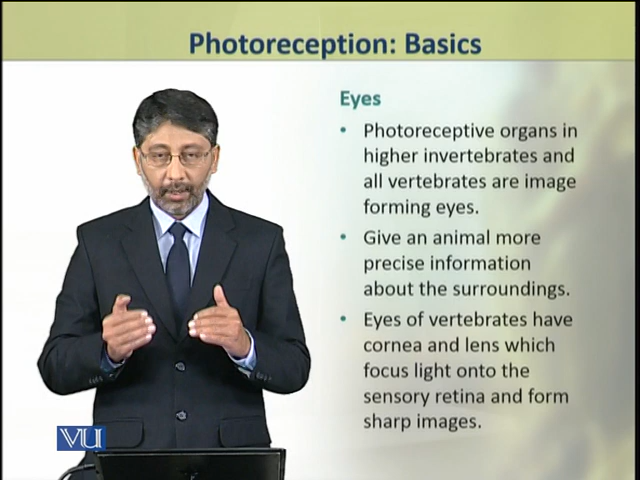 Photoreception: Basics
Eyes
• Photoreceptive organs in
higher invertebrates and
all vertebrates are image
forming eyes.
• Give an animal more
precise information
about the surroundings.
• Eyes of vertebrates have
cornea and lens which
focus light onto the
sensory retina and form
sharp images.
VU